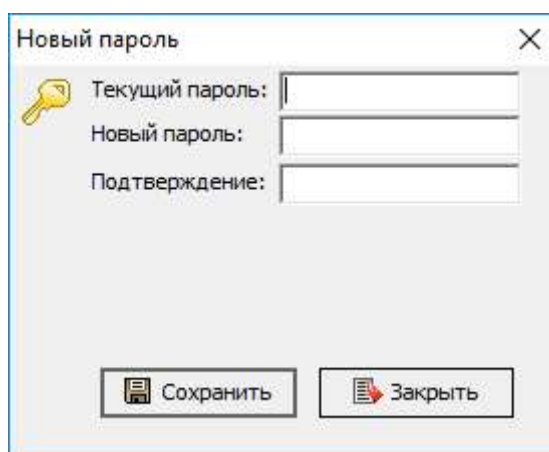 Новый пароль
Текущий пароль:
Новый пароль:
Подтверждение:
Сохранить Закрыть